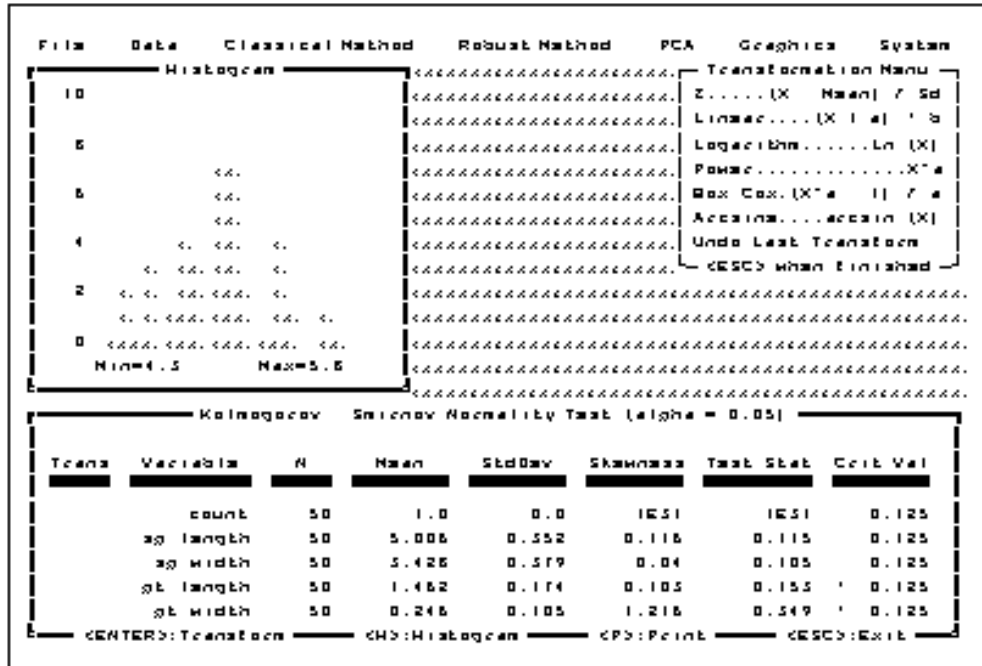 File Data Classical Method Robust Method PCA Graphics System
Histogram
10
8
6
4
2
0
Min=4.3 Max=5.8
Transformation Menu
Z.....(X Mean) / Sd
Linear....(X + a) * b
Logarithm......Ln (X)
Power..............X^a
Box Cox.(X^a 1) / a
Arcsine....arcsin (X)
Undo Last Transform
<ESC> when finished
Kolmogorov Smirnov Normality Test (alpha = 0.05)
Trans Variable N Mean StdDev Skewness Test Stat Crit Val
count 50 1.0 0.0 1E31 1E31 0.125
sp length 50 5.006 0.352 0.116 0.115 0.125
sp width 50 3.428 0.379 0.04 0.105 0.125
pt length 50 1.462 0.174 0.103 0.153 * 0.125
pt width 50 0.246 0.105 1.216 0.349 * 0.125
<ENTER>:Transform <H>:Histogram <P>:Print <ESC>:Exit